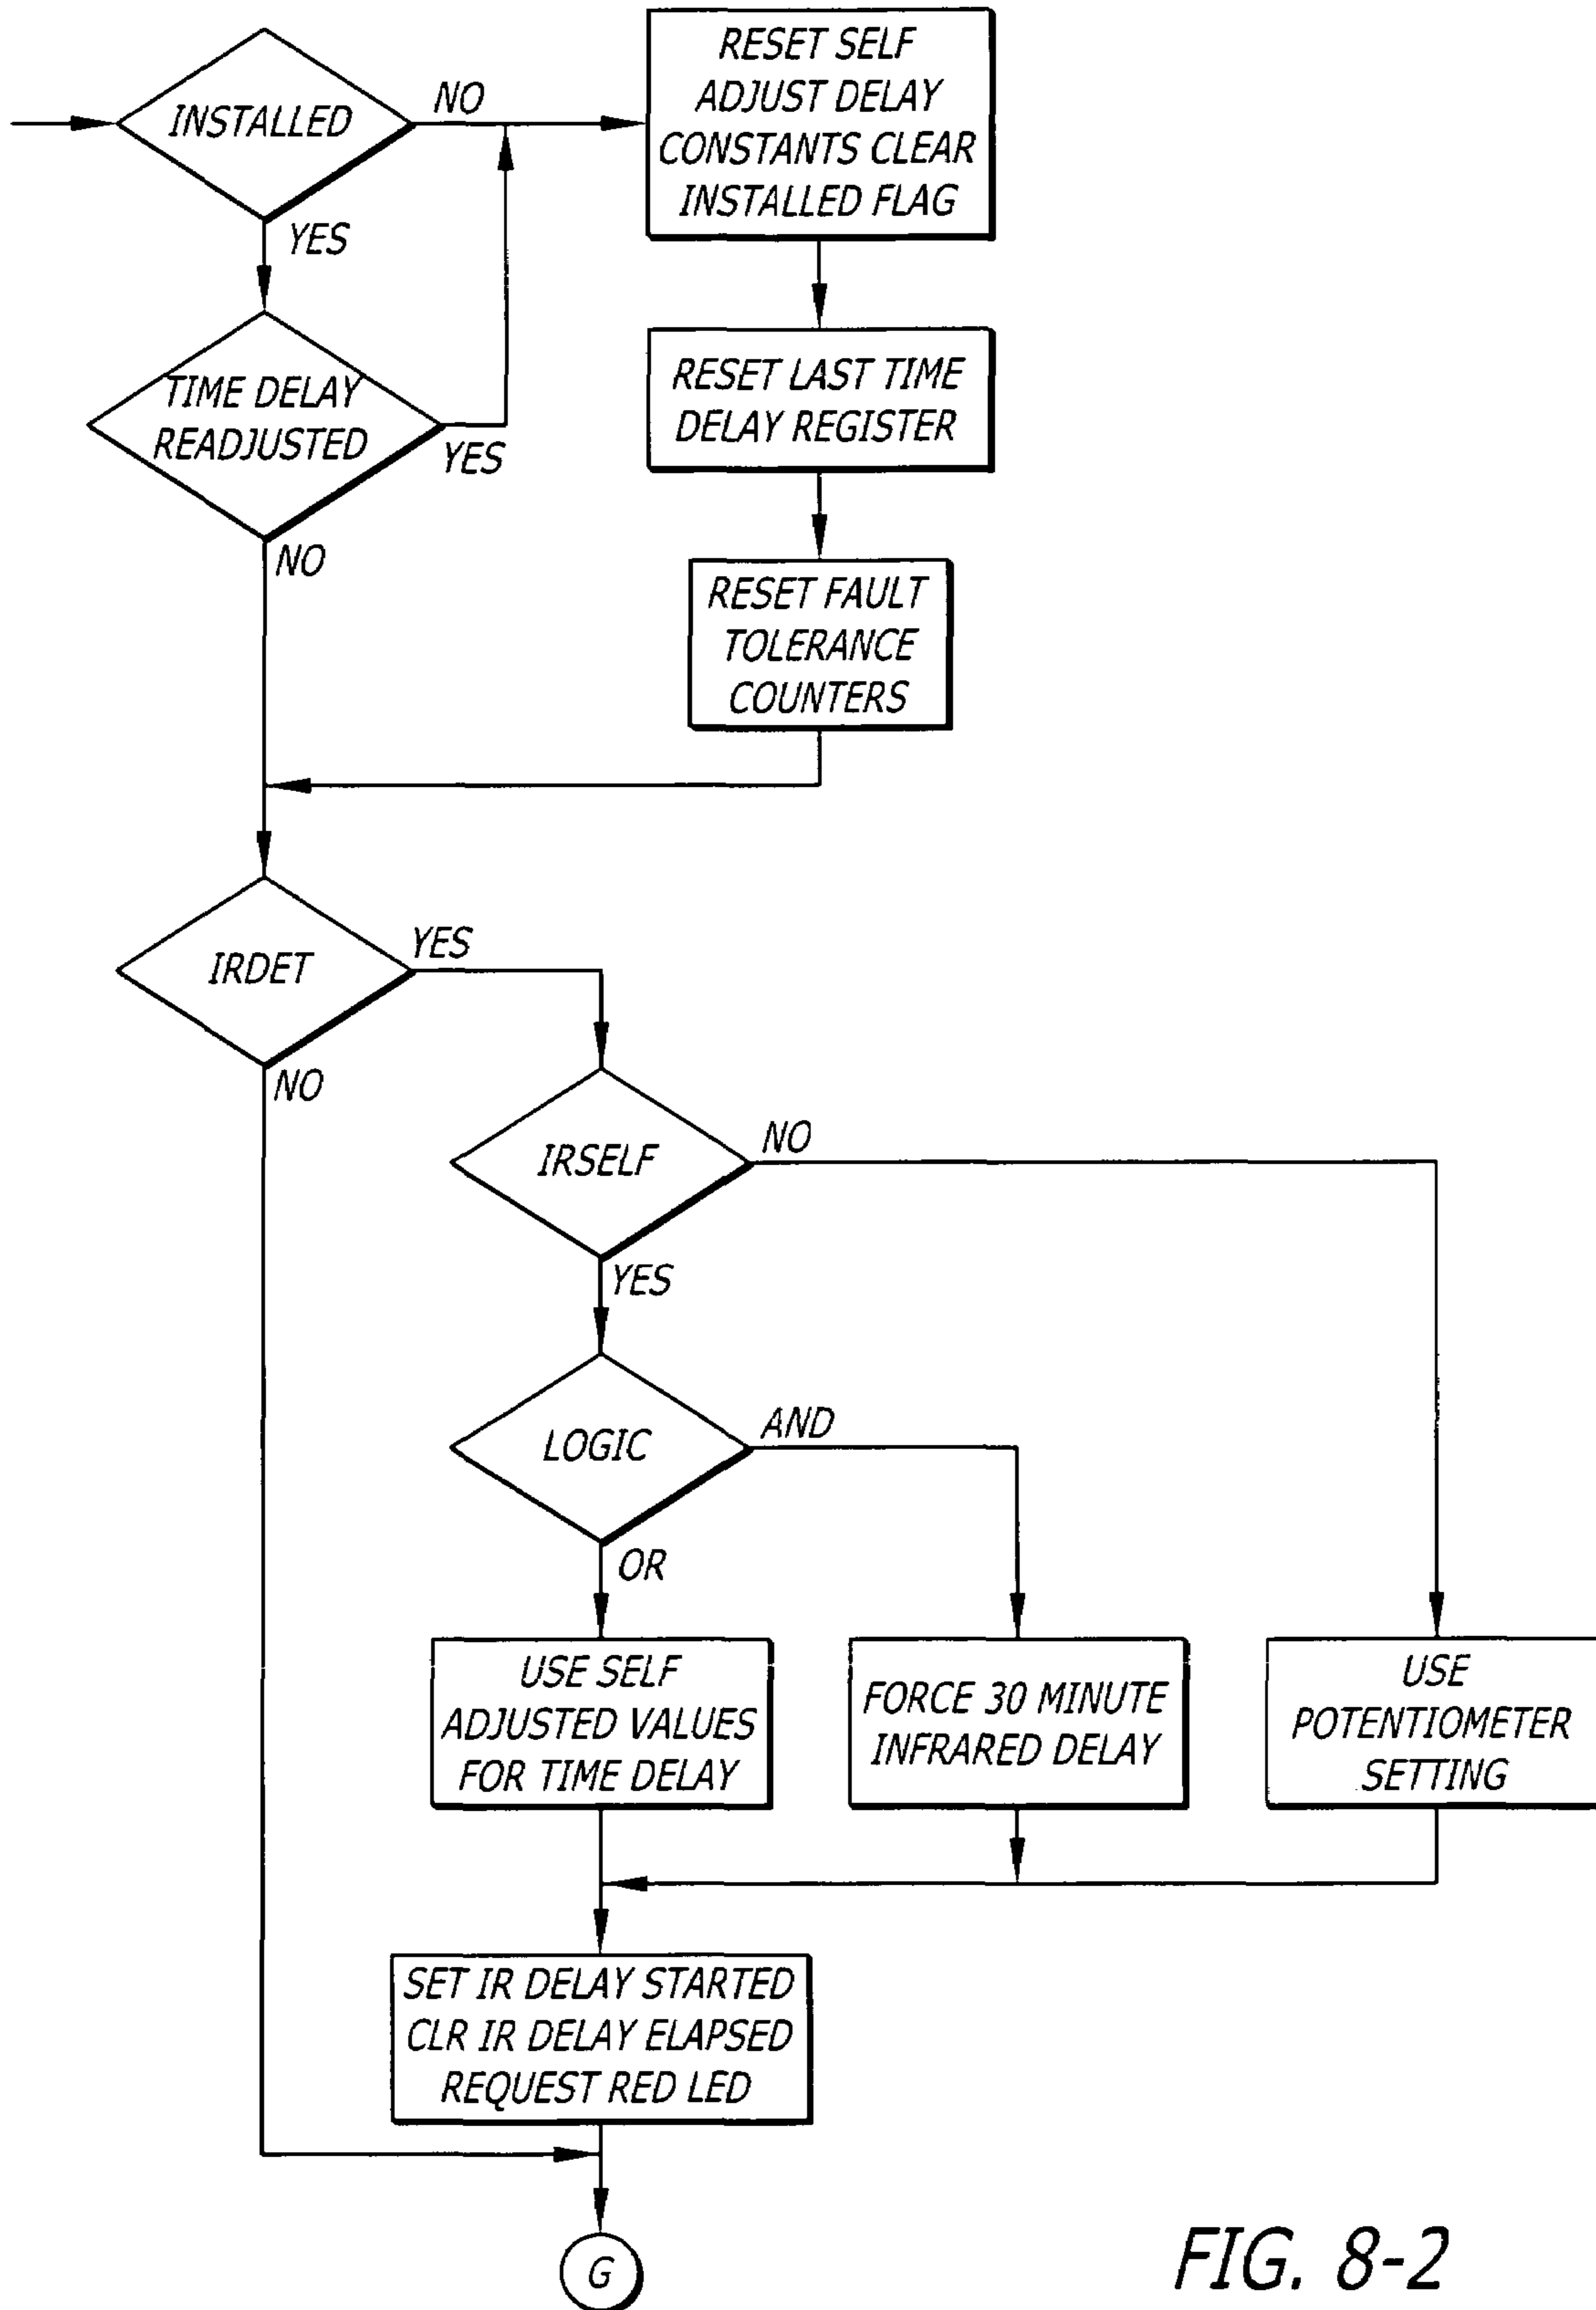 INSTALLED
NO
YES
RESET SELF
ADJUST DELAY
CONSTANTS CLEAR
INSTALLED FLAG
TIME DELAY
READJUSTED
YES
NO
RESET LAST TIME
DELAY REGISTER
RESET FAULT
TOLERANCE
COUNTERS
IRDET
YES
NO
IRSELF
NO
YES
LOGIC
AND
OR
USE SELF
ADJUSTED VALUES
FOR TIME DELAY
FORCE 30 MINUTE
INFRARED DELAY
USE
POTENTIOMETER
SETTING
SET IR DELAY STARTED
CLR IR DELAY ELAPSED
REQUEST RED LED
G
FIG. 8-2